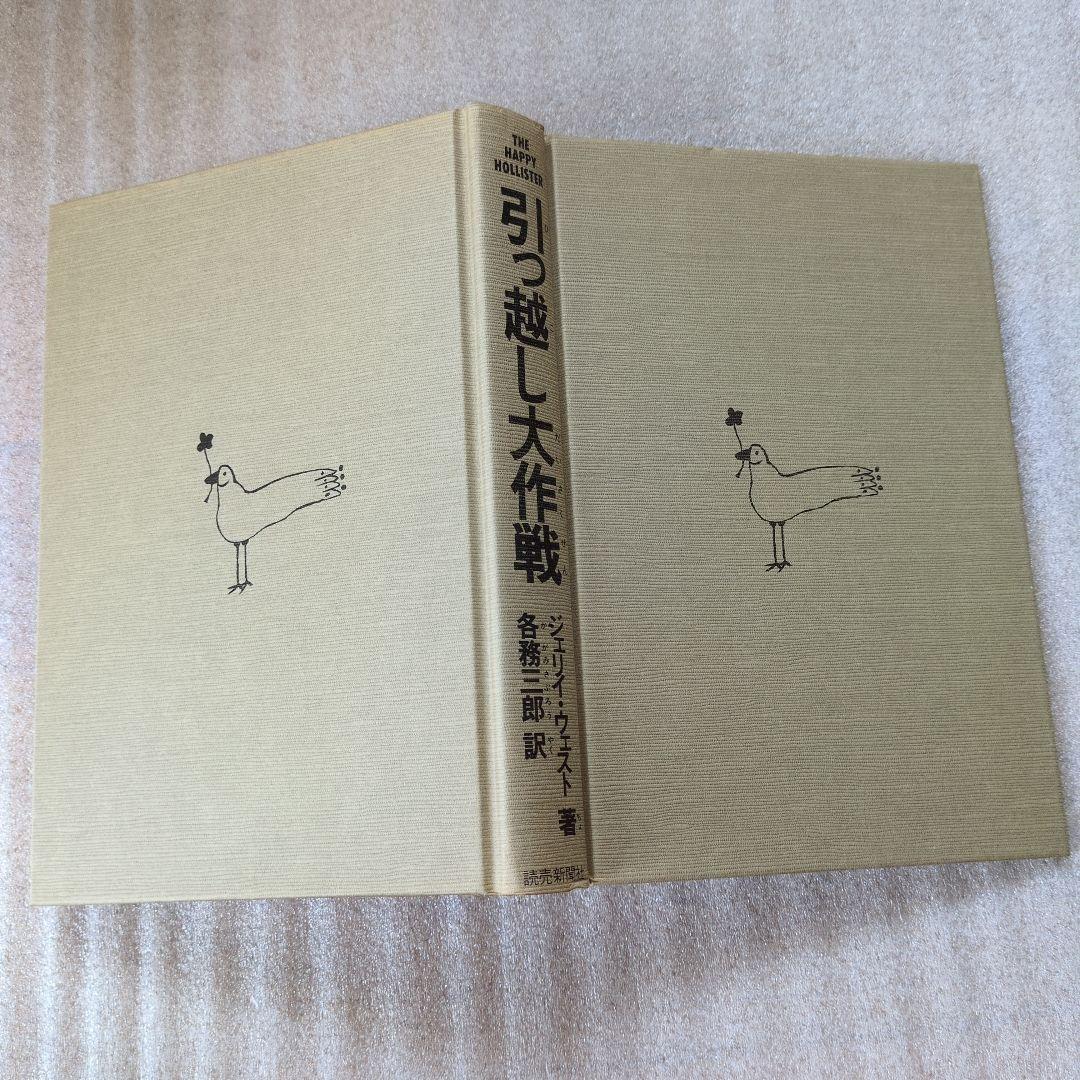 THE
HAPPY
HOLLISTER
引っ越し大作戦
ジェリイ・ウェスト 著
各務三郎 訳
読売新聞社